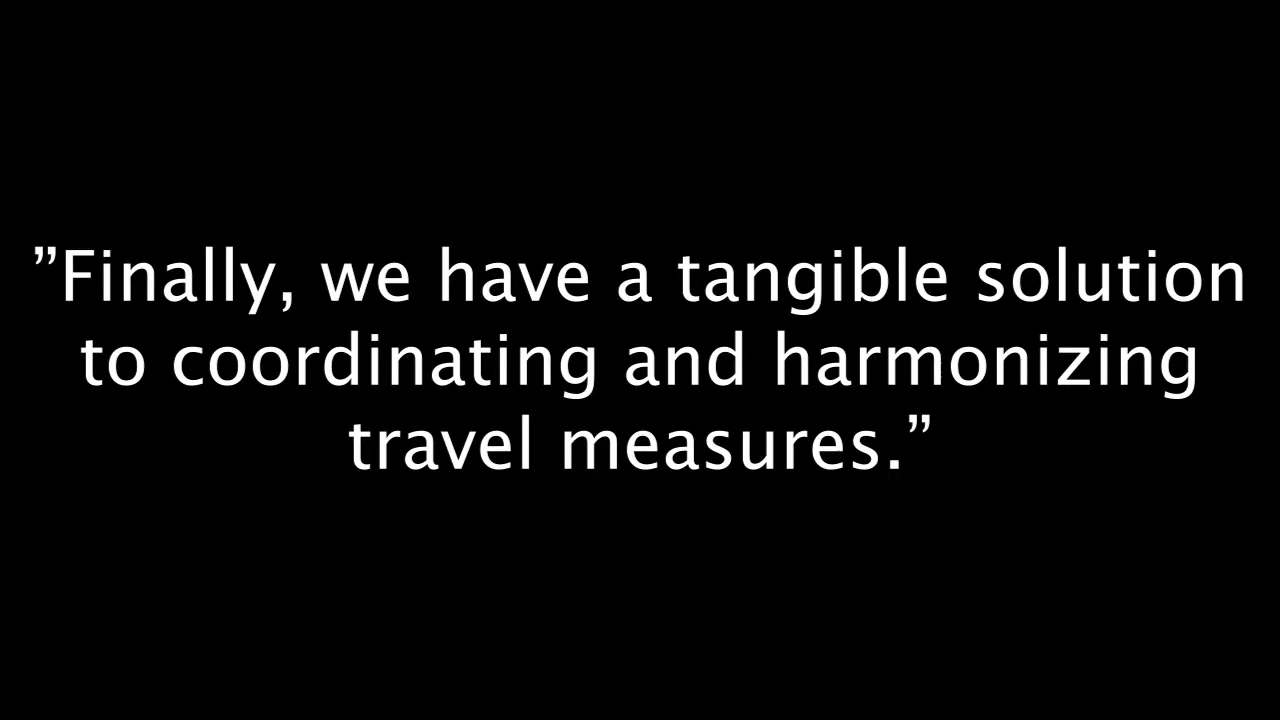 ”Finally, we have a tangible solution
to coordinating and harmonizing
travel measures.”